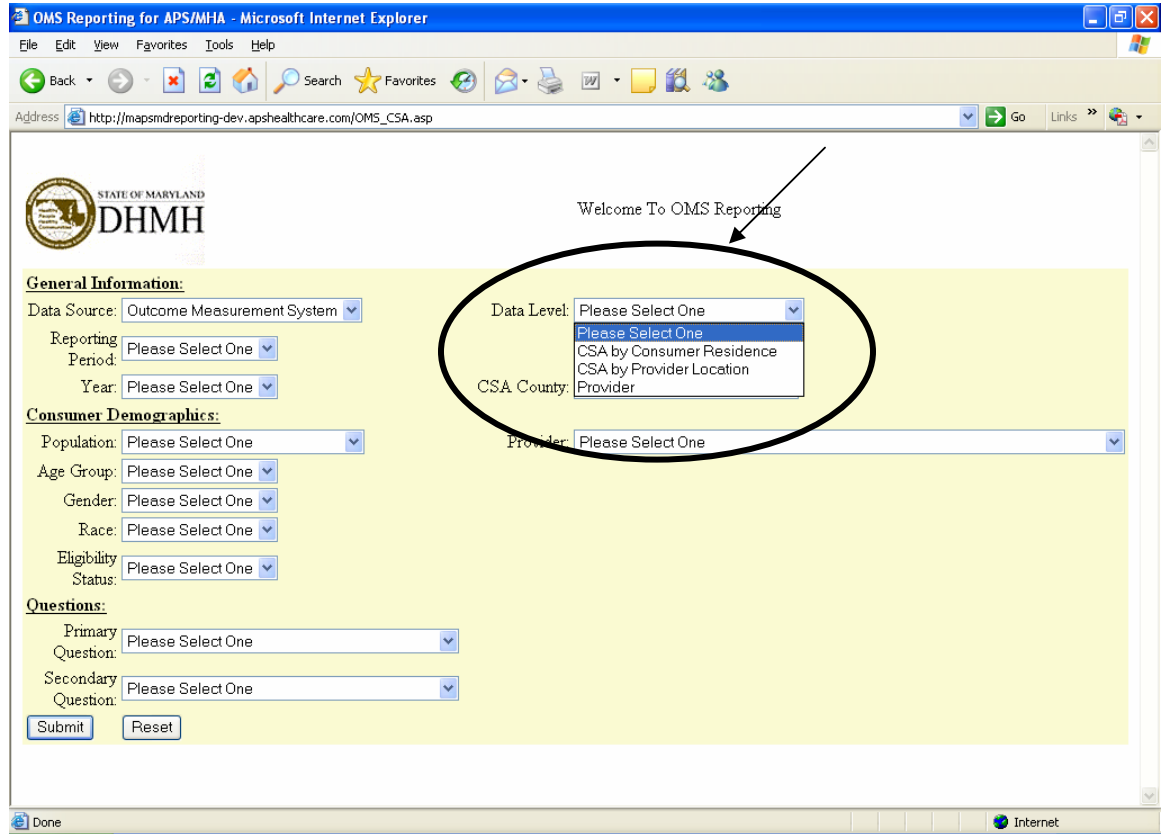 OMS Reporting for APS/MHA - Microsoft Internet Explorer
File Edit View Favorites Tools Help
Back Search Favorites
Address http://mapsmdreporting-dev.apshealthcare.com/OMS_CSA.asp Go Links »
STATE OF MARYLAND
DHMH
Welcome To OMS Reporting
General Information:
Data Source: Outcome Measurement System Data Level: Please Select One
Please Select One
CSA by Consumer Residence
CSA by Provider Location
Provider
Reporting Period: Please Select One
Year: Please Select One CSA County:
Consumer Demographics:
Population: Please Select One Provider: Please Select One
Age Group: Please Select One
Gender: Please Select One
Race: Please Select One
Eligibility Status: Please Select One
Questions:
Primary Question: Please Select One
Secondary Question: Please Select One
Submit Reset
Done Internet